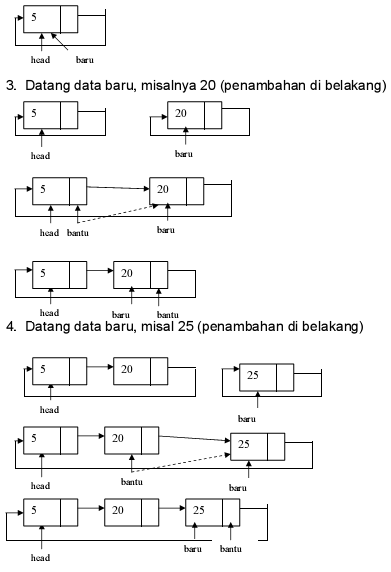 5
head baru
3. Datang data baru, misalnya 20 (penambahan di belakang)
5 20
head baru
5 20
head bantu baru
5 20
head baru bantu
4. Datang data baru, misal 25 (penambahan di belakang)
5 20 25
head baru
5 20 25
head bantu baru
5 20 25
head baru bantu